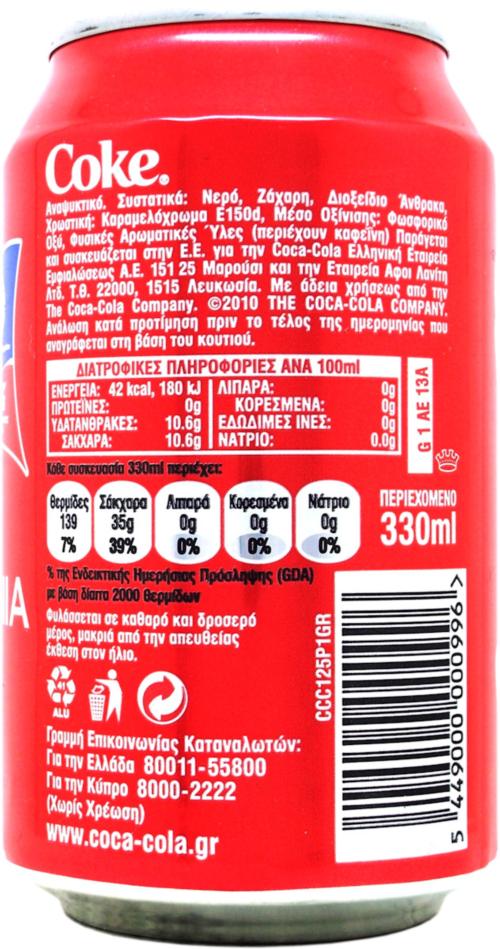 Coke.
Αναψυκτικό. Συστατικά: Νερό, Ζάχαρη, Διοξείδιο Άνθρακα,
Χρωστική: Καραμελόχρωμα Ε150d, Μέσο Οξίνισης: Φωσφορικό
Οξύ, Φυσικές Αρωματικές Ύλες (περιέχουν καφεΐνη) Παράγεται
και συσκευάζεται στην Ε.Ε. για την Coca-Cola Ελληνική Εταιρεία
Εμφιαλώσεως Α.Ε. 151 25 Μαρούσι και την Εταιρεία Αφοι Λανίτη
Λτδ. Τ.Θ. 22000, 1515 Λευκωσία. Με άδεια χρήσεως από την
The Coca-Cola Company. ©2010 THE COCA-COLA COMPANY.
Ανάλωση κατά προτίμηση πριν το τέλος της ημερομηνίας που
αναγράφεται στη βάση του κουτιού.
ΔΙΑΤΡΟΦΙΚΕΣ ΠΛΗΡΟΦΟΡΙΕΣ ΑΝΑ 100ml
ΕΝΕΡΓΕΙΑ: 42 kcal, 180 kJ ΛΙΠΑΡΑ: 0g
ΠΡΩΤΕΪΝΕΣ: 0g ΚΟΡΕΣΜΕΝΑ: 0g
ΥΔΑΤΑΝΘΡΑΚΕΣ: 10.6g ΕΔΩΔΙΜΕΣ ΙΝΕΣ: 0g
ΣΑΚΧΑΡΑ: 10.6g ΝΑΤΡΙΟ: 0.0g
G 1 AE 13A
Κάθε συσκευασία 330ml περιέχει:
Θερμίδες Σάκχαρα Λιπαρά Κορεσμένα Νάτριο
139 35g 0g 0g 0g
7% 39% 0% 0% 0%
ΠΕΡΙΕΧΟΜΕΝΟ
330ml
% της Ενδεικτικής Ημερήσιας Πρόσληψης (GDA)
με βάση δίαιτα 2000 θερμίδων
Φυλάσσεται σε καθαρό και δροσερό
μέρος, μακριά από την απευθείας
έκθεση στον ήλιο.
41
ALU
CCC125P1GR
5 449000 000996 >
Γραμμή Επικοινωνίας Καταναλωτών:
Για την Ελλάδα 80011-55800
Για την Κύπρο 8000-2222
(Χωρίς Χρέωση)
www.coca-cola.gr
IA